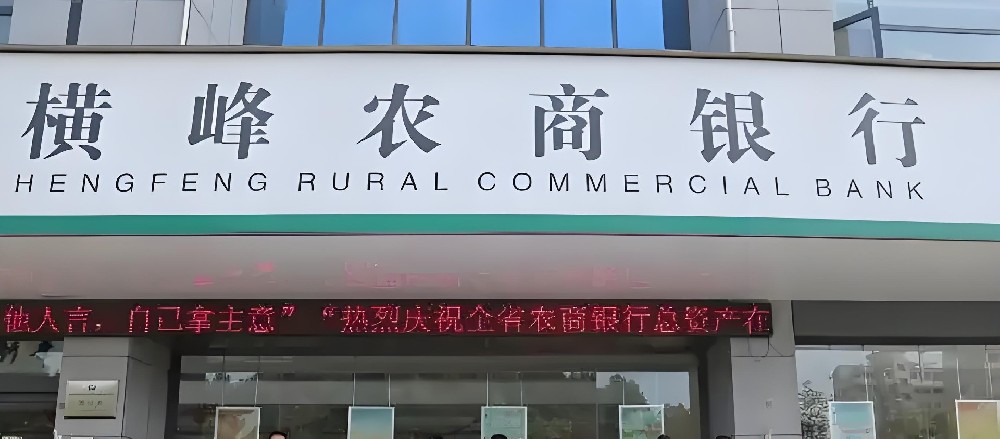 横峰农商银行
HENGFENG RURAL COMMERCIAL BANK
他人言，自己拿主意”“热烈庆祝全省农商银行总资产在